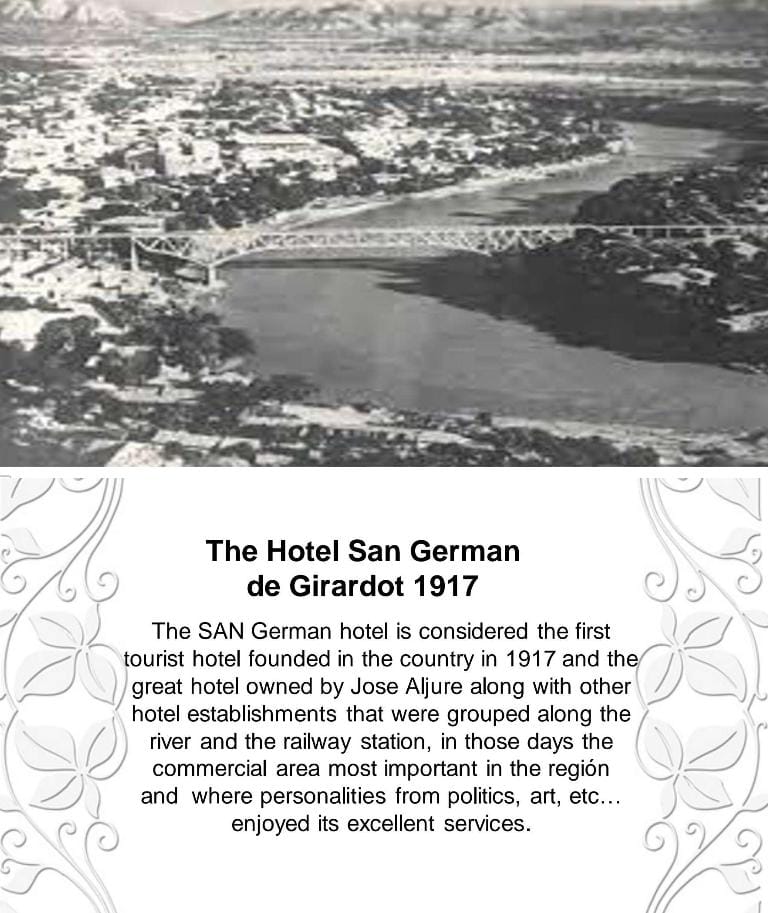 The Hotel San German
de Girardot 1917
The SAN German hotel is considered the first
tourist hotel founded in the country in 1917 and the
great hotel owned by Jose Aljure along with other
hotel establishments that were grouped along the
river and the railway station, in those days the
commercial area most important in the región
and where personalities from politics, art, etc…
enjoyed its excellent services.